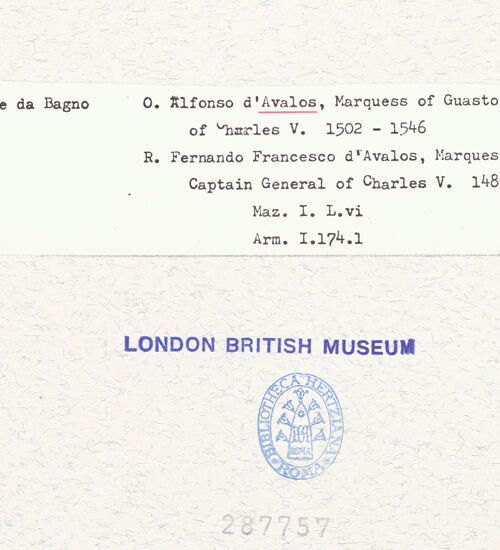 e da Bagno
O. Alfonso d'Avalos, Marquess of Guasto
of Charles V. 1502 - 1546
R. Fernando Francesco d'Avalos, Marques
Captain General of Charles V. 148
Maz. I. L.vi
Arm. I.174.1
LONDON BRITISH MUSEUM
BIBLIOTHECA HERTZIANA
ROMA
* ROMA *
287757